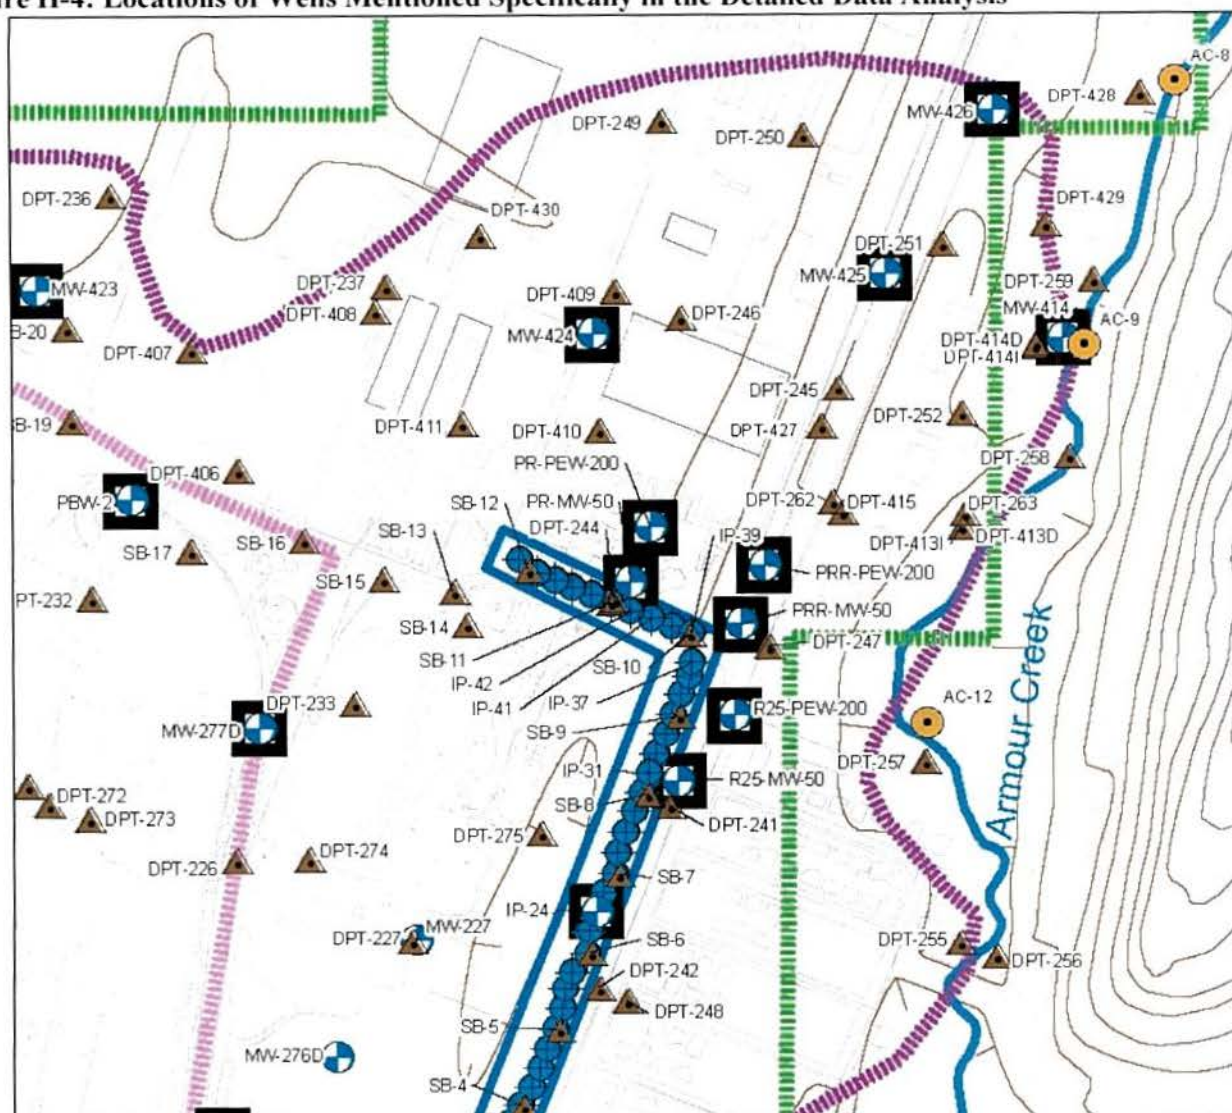 re II-4: Locations of Wells Mentioned Specifically in the Detailed Data Analysis
AC-8
DPT-428
MW-426
DPT-249
DPT-250
DPT-236
DPT-430
DPT-429
DPT-251
MW-425
DPT-237
DPT-259
MW-423
DPT-409
DPT-408
DPT-246
MW-414
AC-9
B-20
MW-424
DPT-414D
DPT-414I
DPT-407
DPT-245
DPT-252
SB-19
DPT-411
DPT-410
DPT-427
DPT-258
PR-PEW-200
DPT-406
PBW-2
SB-12
PR-MW-50
DPT-262
DPT-415
DPT-263
DPT-244
IP-39
SB-13
DPT-413I
DPT-413D
SB-17
SB-16
SB-15
PRR-PEW-200
PT-232
PRR-MW-50
SB-14
DPT-247
SB-11
SB-10
IP-42
Armour Creek
AC-12
DPT-233
IP-41
IP-37
R25-PEW-200
MW-277D
SB-9
DPT-257
IP-31
R25-MW-50
DPT-272
SB-8
DPT-273
DPT-241
DPT-275
DPT-274
DPT-226
SB-7
IP-24
MW-227
DPT-227
SB-6
DPT-255
DPT-256
DPT-242
DPT-248
SB-5
MW-276D
SB-4